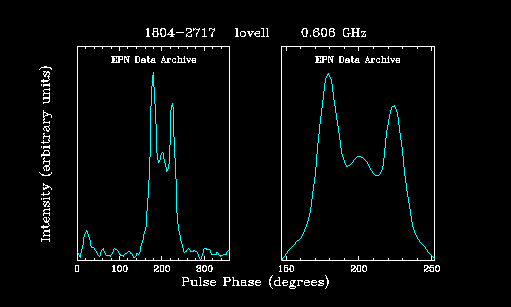 1804-2717 lovell 0.606 GHz
EPN Data Archive EPN Data Archive
Intensity (arbitrary units)
0 100 200 300 150 200 250
Pulse Phase (degrees)